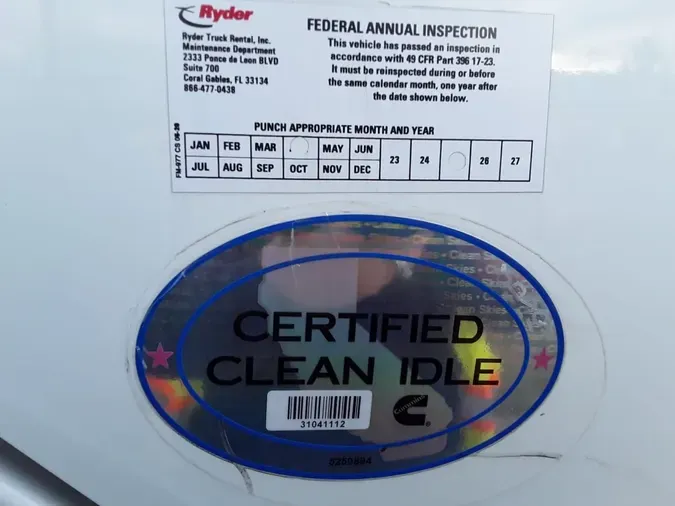 Ryder
Ryder Truck Rental, Inc.
Maintenance Department
2333 Ponce de Leon BLVD
Suite 700
Coral Gables, FL 33134
866-477-0438
FEDERAL ANNUAL INSPECTION
This vehicle has passed an inspection in
accordance with 49 CFR Part 396 17-23.
It must be reinspected during or before
the same calendar month, one year after
the date shown below.
PUNCH APPROPRIATE MONTH AND YEAR
JAN FEB MAR MAY JUN 23 24 26 27
JUL AUG SEP OCT NOV DEC
Clean Skies
CERTIFIED
CLEAN IDLE
31041112
Cummins